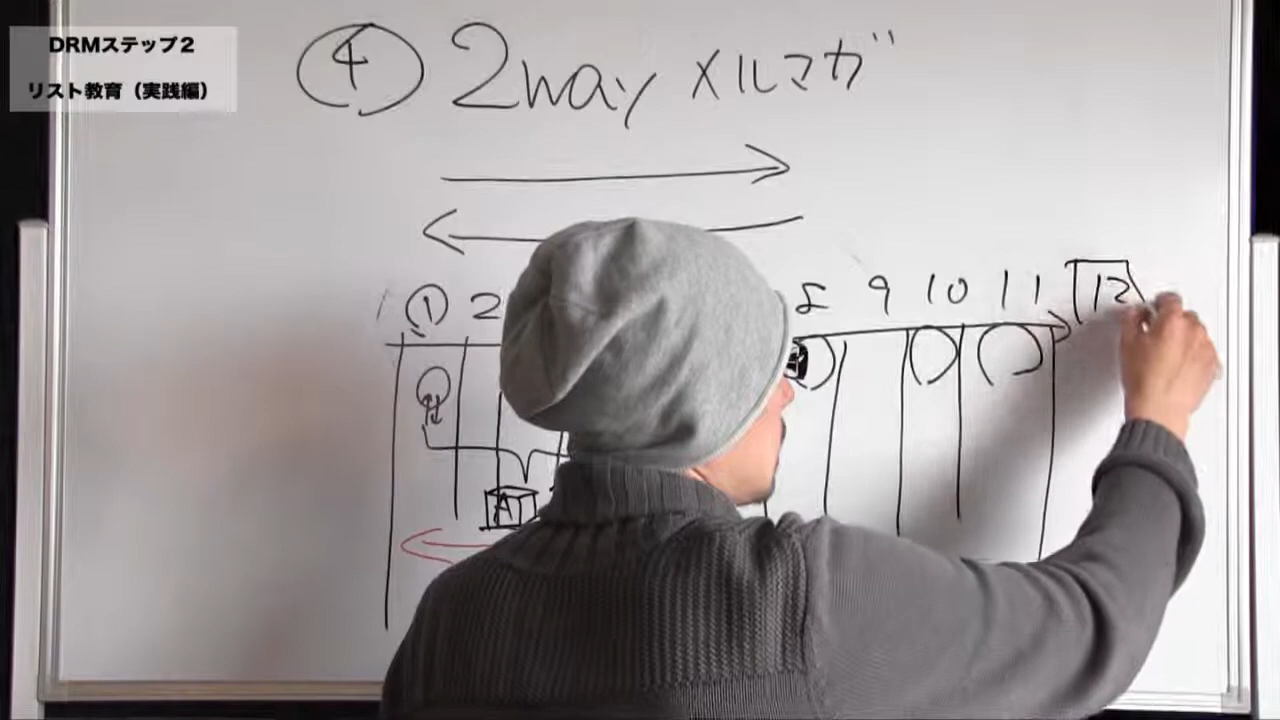 DRMステップ2
リスト教育（実践編）
④ 2way メルマガ
① 2 8 9 10 11 12
A